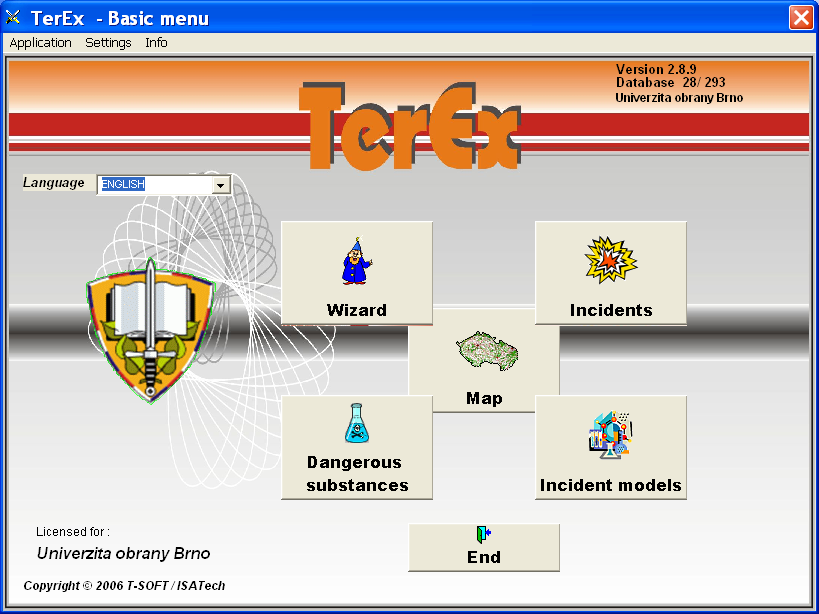 TerEx - Basic menu
Application Settings Info
Version 2.8.9
Database 28/ 293
Univerzita obrany Brno
TerEx
Language ENGLISH
Wizard
Incidents
Map
Dangerous
substances
Incident models
Licensed for :
Univerzita obrany Brno
End
Copyright © 2006 T-SOFT / ISATech